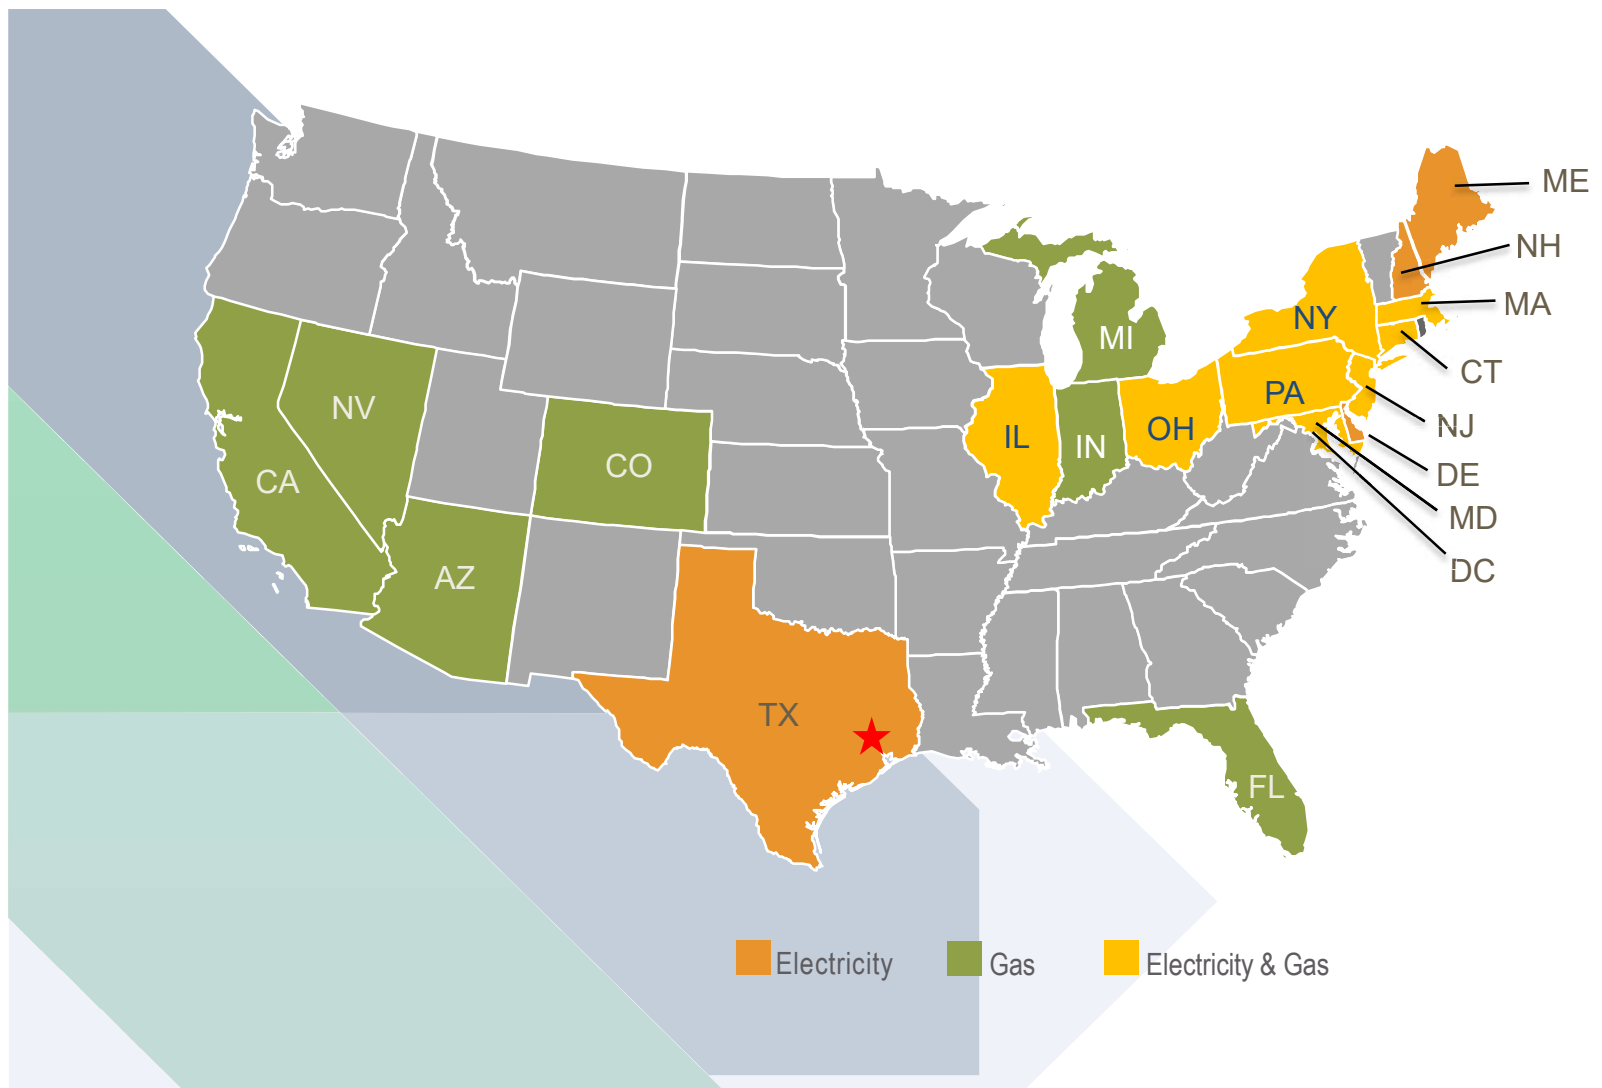 ME
NH
MA
NY
MI
CT
PA
NV
NJ
OH
IL
IN
CO
DE
CA
MD
DC
AZ
TX
FL
Electricity
Gas
Electricity & Gas